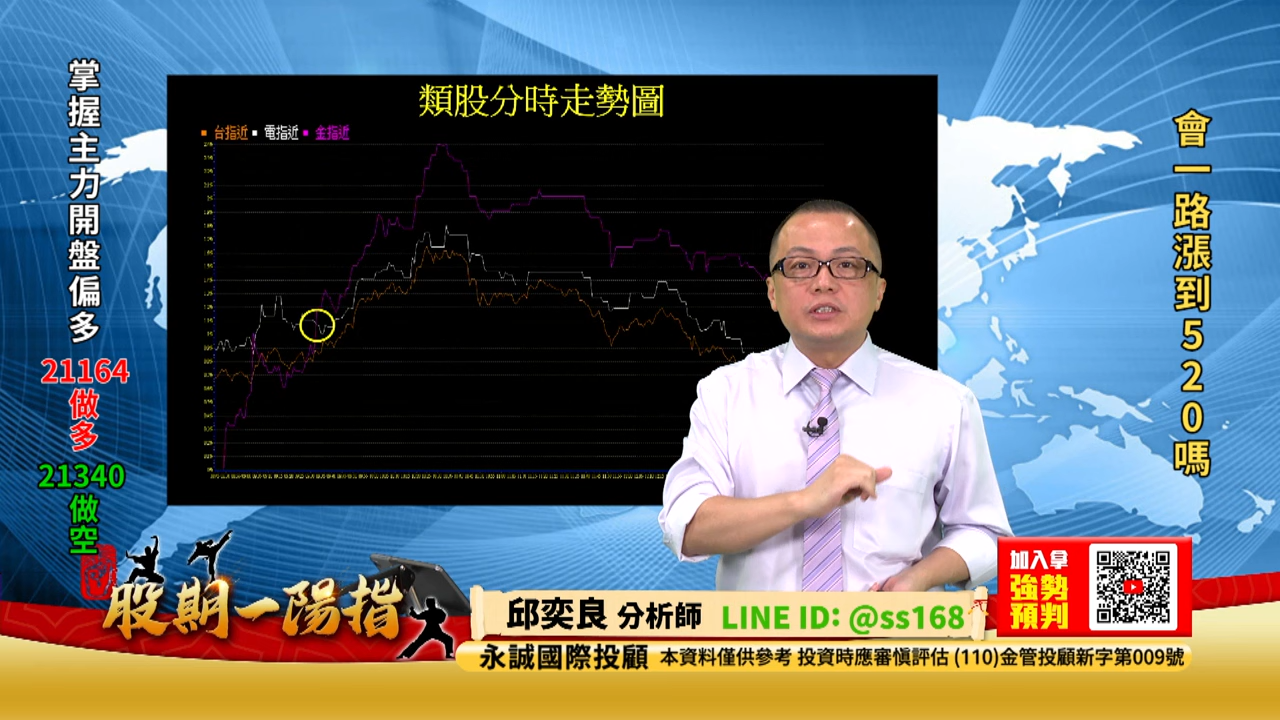 類股分時走勢圖
台指近 電指近 金指近
掌握主力開盤偏多
21164
做多
21340
做空
會一路漲到520嗎
股期一陽指
邱奕良 分析師 LINE ID: @ss168
加入拿
強勢
預判
永誠國際投顧 本資料僅供參考 投資時應審慎評估 (110)金管投顧新字第009號